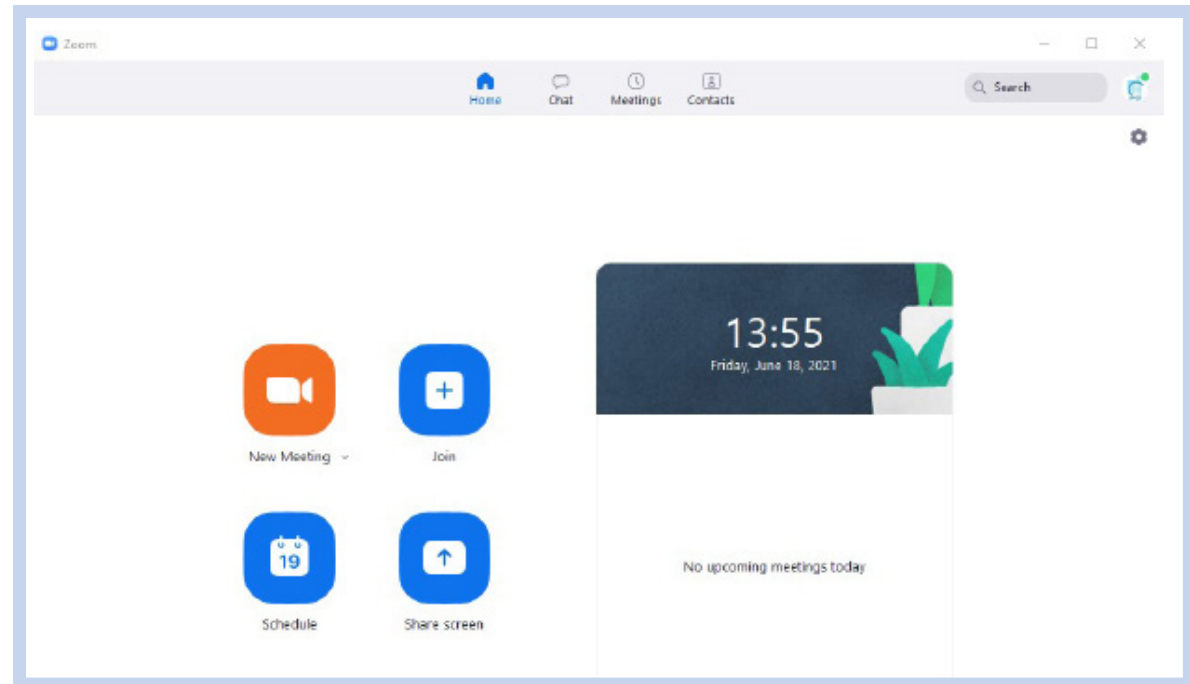 Zoom
Home
Chat
Meetings
Contacts
Search
13:55
Friday, June 18, 2021
New Meeting
Join
19
Schedule
Share screen
No upcoming meetings today